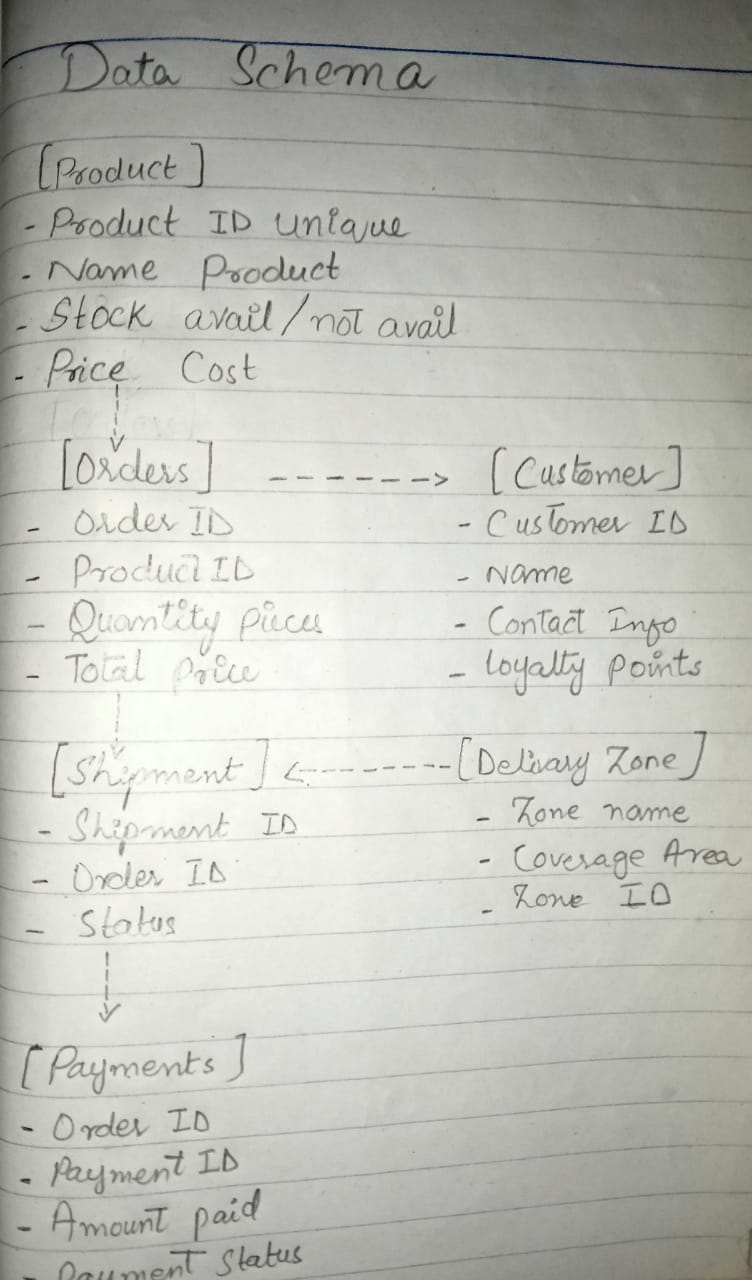 Data Schema
[Product]
- Product ID Unique
- Name Product
- Stock avail/not avail
- Price Cost
[Orders] ------> [Customer]
- Order ID - Customer ID
- Product ID - Name
- Quantity pieces - Contact Info
- Total price - Loyalty points
[Shipment] <-------- [Delivary Zone]
- Shipment ID - Zone name
- Order ID - Coverage Area
- Status - Zone ID
[Payments]
- Order ID
- Payment ID
- Amount paid
- Payment Status